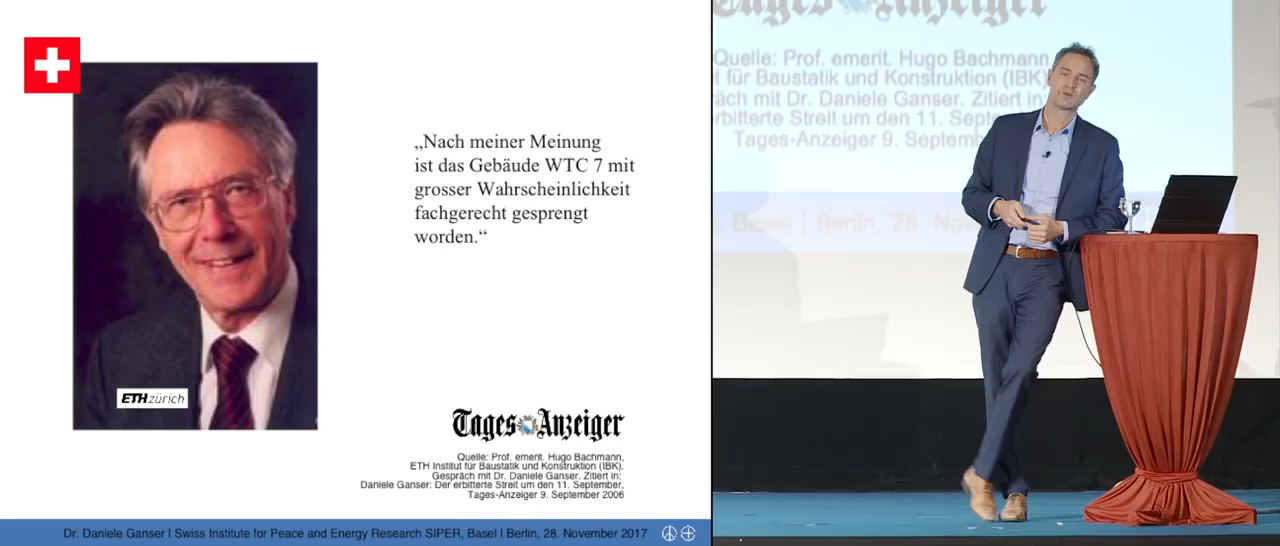 „Nach meiner Meinung
ist das Gebäude WTC 7 mit
grosser Wahrscheinlichkeit
fachgerecht gesprengt
worden.“
ETH zürich
Tages Anzeiger
Quelle: Prof. emerit. Hugo Bachmann,
ETH Institut für Baustatik und Konstruktion (IBK).
Gespräch mit Dr. Daniele Ganser. Zitiert in:
Daniele Ganser: Der erbitterte Streit um den 11. September,
Tages-Anzeiger 9. September 2006
Dr. Daniele Ganser | Swiss Institute for Peace and Energy Research SIPER, Basel | Berlin, 28. November 2017
Tages Anzeiger
Quelle: Prof. emerit. Hugo Bachmann,
t für Baustatik und Konstruktion (IBK)
räch mit Dr. Daniele Ganser. Zitiert in:
erbitterte Streit um den 11. Septe
Tages-Anzeiger 9. Septemb
, Basel | Berlin, 28. Nov